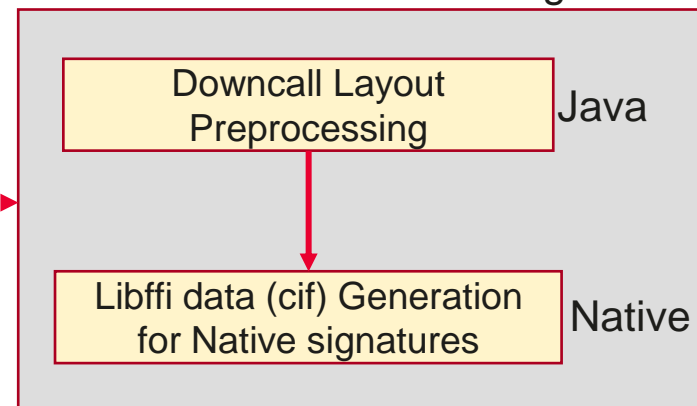 Downcall Layout
Preprocessing
Java
Libffi data (cif) Generation
for Native signatures
Native